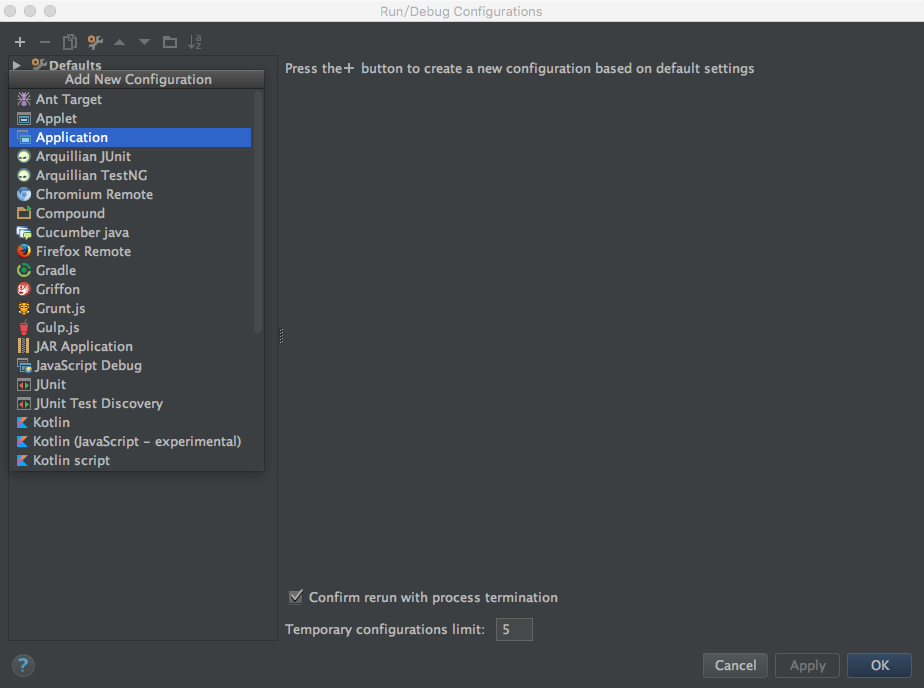 Run/Debug Configurations
Defaults
Press the + button to create a new configuration based on default settings
Add New Configuration
Ant Target
Applet
Application
Arquillian JUnit
Arquillian TestNG
Chromium Remote
Compound
Cucumber java
Firefox Remote
Gradle
Griffon
Grunt.js
Gulp.js
JAR Application
JavaScript Debug
JUnit
JUnit Test Discovery
Kotlin
Kotlin (JavaScript - experimental)
Kotlin script
Confirm rerun with process termination
Temporary configurations limit: 5
? Cancel Apply OK